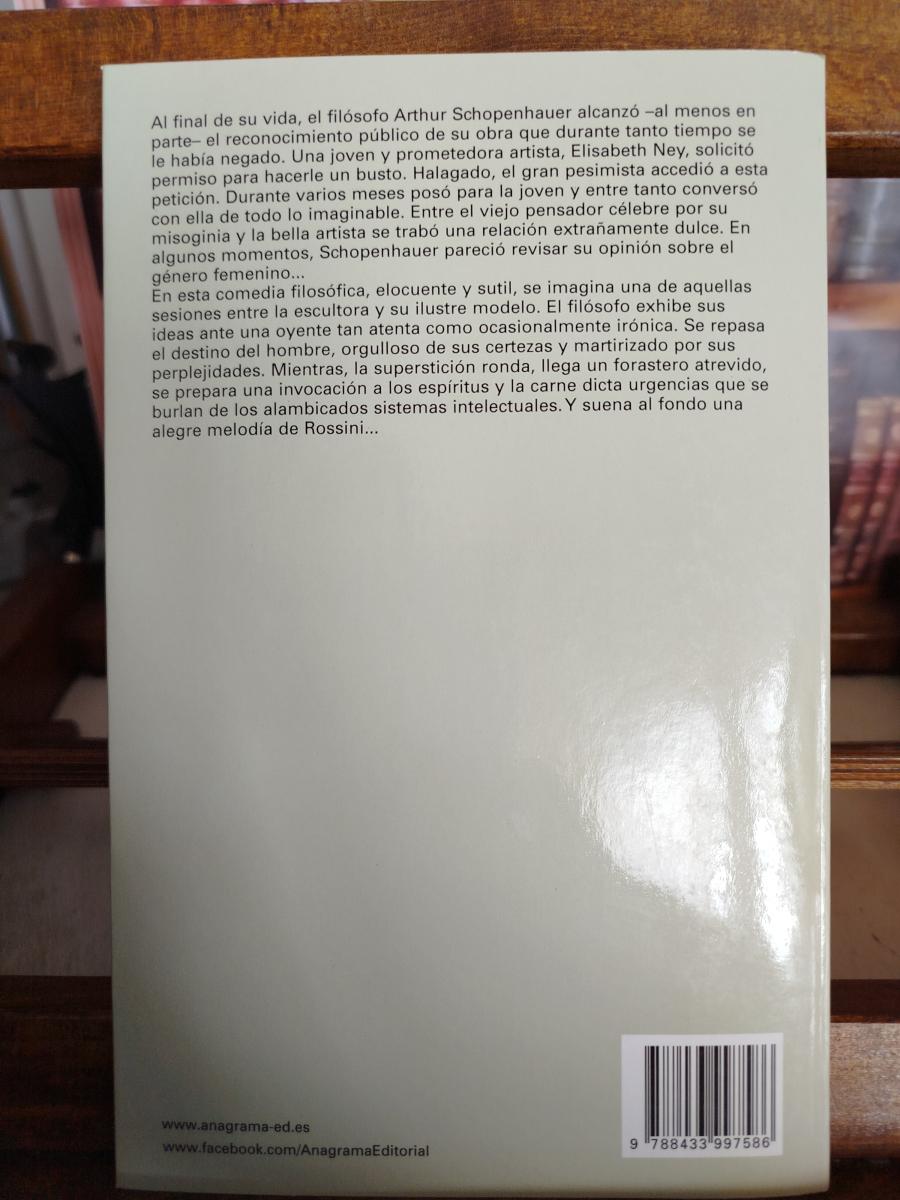 Al final de su vida, el filósofo Arthur Schopenhauer alcanzó –al menos en
parte– el reconocimiento público de su obra que durante tanto tiempo se
le había negado. Una joven y prometedora artista, Elisabeth Ney, solicitó
permiso para hacerle un busto. Halagado, el gran pesimista accedió a esta
petición. Durante varios meses posó para la joven y entre tanto conversó
con ella de todo lo imaginable. Entre el viejo pensador célebre por su
misoginia y la bella artista se trabó una relación extrañamente dulce. En
algunos momentos, Schopenhauer pareció revisar su opinión sobre el
género femenino...
En esta comedia filosófica, elocuente y sutil, se imagina una de aquellas
sesiones entre la escultora y su ilustre modelo. El filósofo exhibe sus
ideas ante una oyente tan atenta como ocasionalmente irónica. Se repasa
el destino del hombre, orgulloso de sus certezas y martirizado por sus
perplejidades. Mientras, la superstición ronda, llega un forastero atrevido,
se prepara una invocación a los espíritus y la carne dicta urgencias que se
burlan de los alambicados sistemas intelectuales. Y suena al fondo una
alegre melodía de Rossini...
www.anagrama-ed.es
www.facebook.com/AnagramaEditorial
9 788433 997586